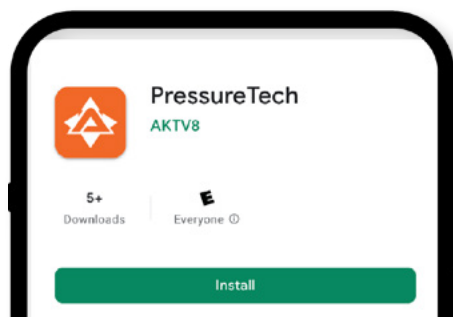 PressureTech
AKTV8
5+
Downloads
E
Everyone ⓘ
Install